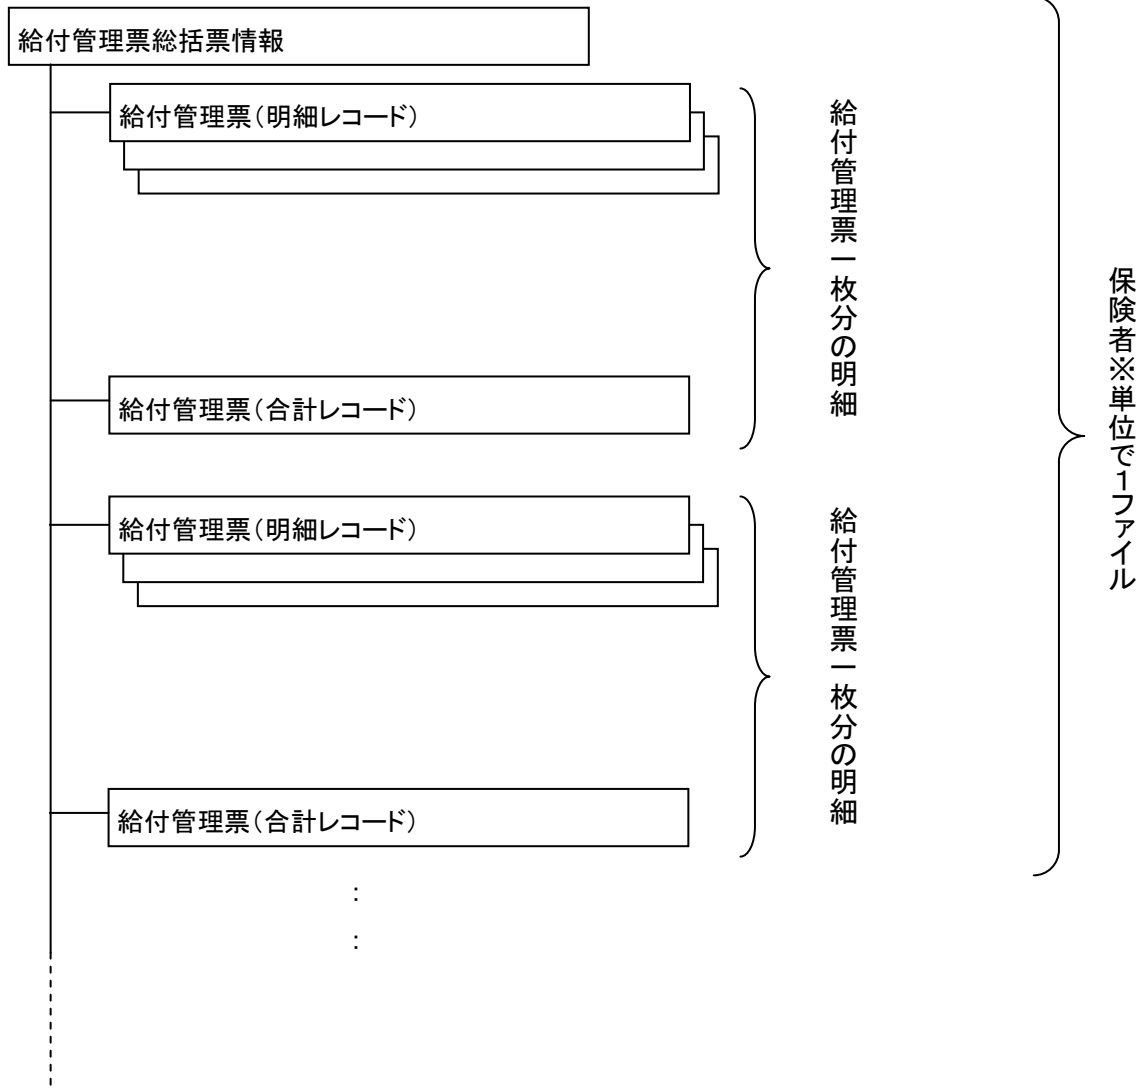 給付管理票総括票情報
給付管理票(明細レコード)
給付管理票一枚分の明細
給付管理票(合計レコード)
給付管理票(明細レコード)
給付管理票一枚分の明細
給付管理票(合計レコード)
:
:
保険者※単位で1ファイル